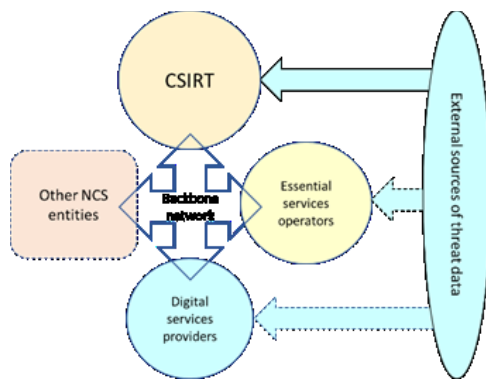 CSIRT
Other NCS
entities
Backbone
network
Essential
services
operators
Digital
services
providers
External sources of threat data